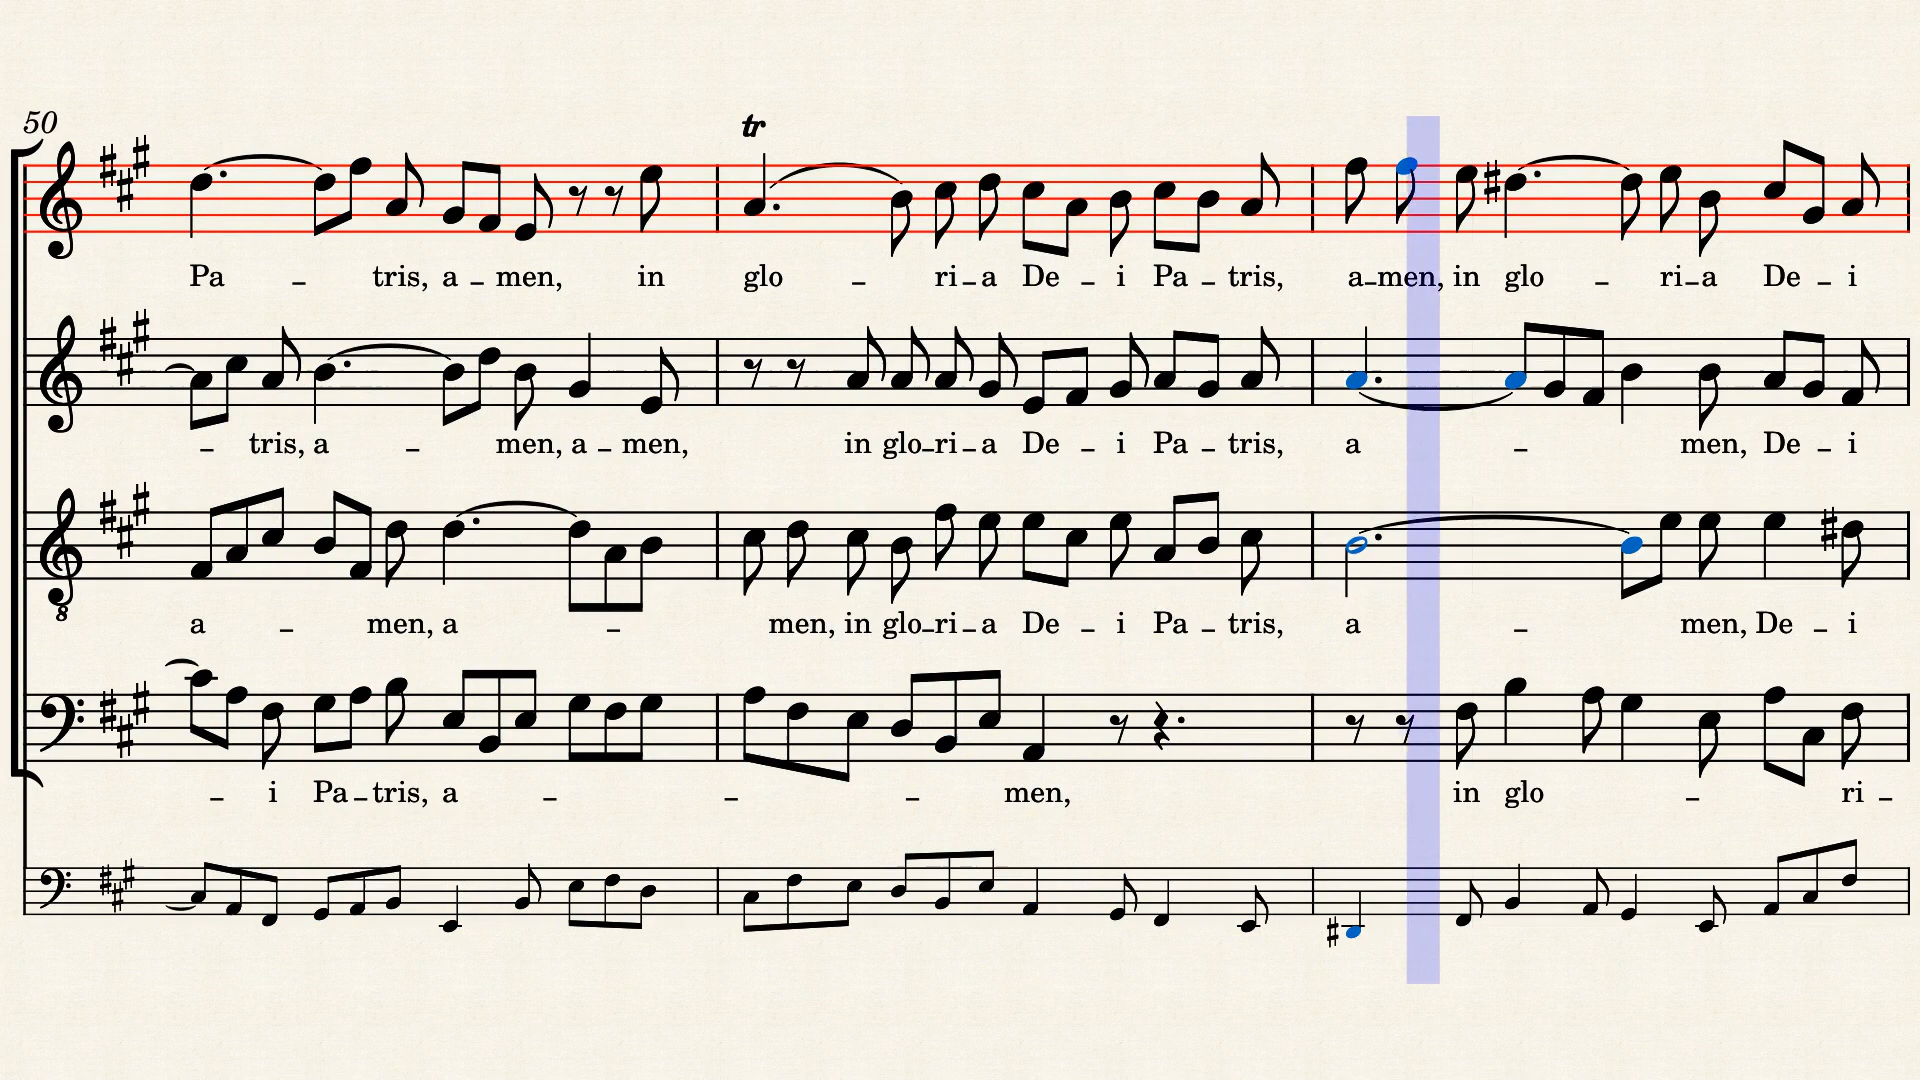 50
tr
Pa - tris, a - men, in glo - ri - a De - i Pa - tris, a - men, in glo - ri - a De - i
- tris, a - men, a - men, in glo - ri - a De - i Pa - tris, a - men, De - i
8
a - men, a - men, in glo - ri - a De - i Pa - tris, a - men, De - i
- i Pa - tris, a - - - - men, in glo - ri -